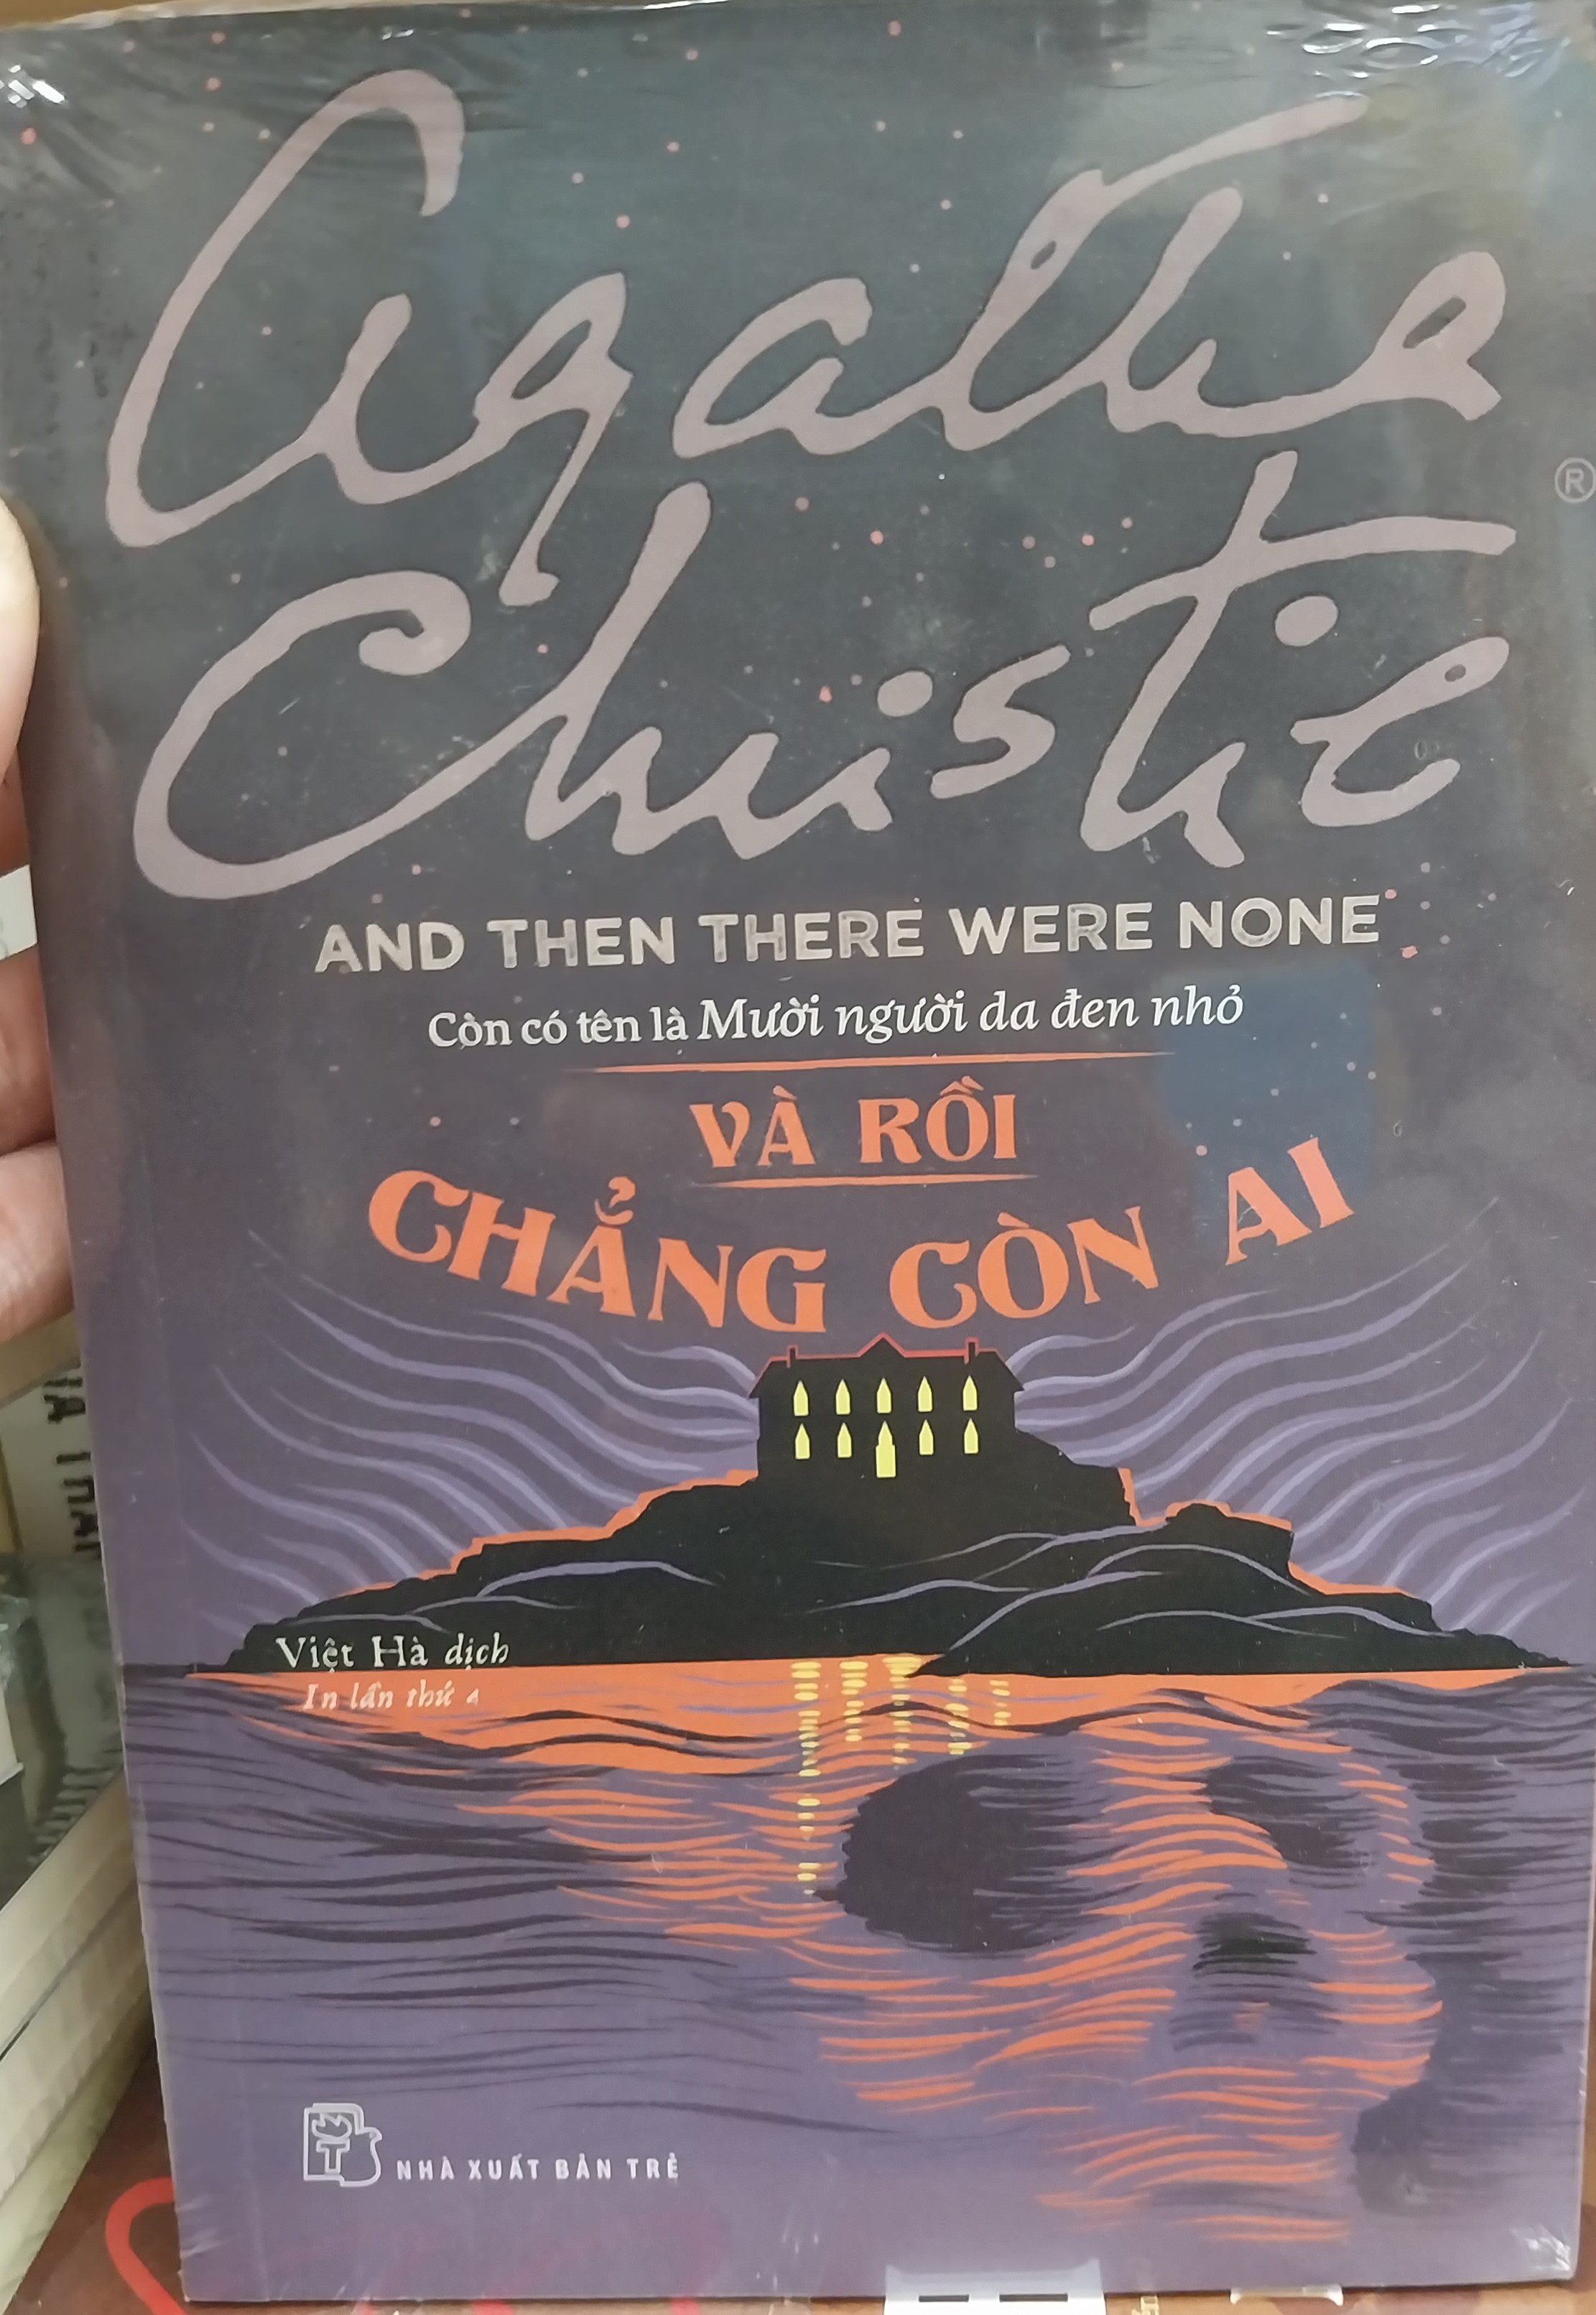 Agatha
Christie
®
AND THEN THERE WERE NONE
Còn có tên là Mười người da đen nhỏ
VÀ RỒI
CHẲNG CÒN AI
Việt Hà dịch
In lần thứ 4
NHÀ XUẤT BẢN TRẺ